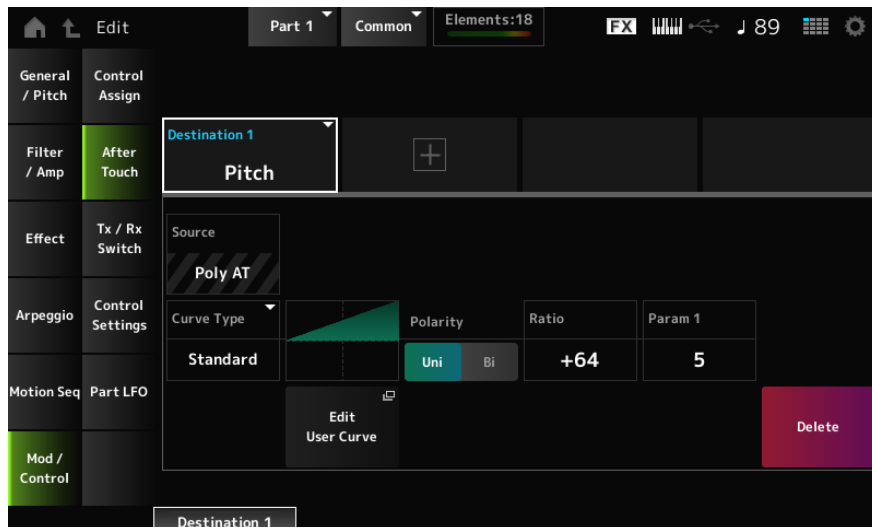 Edit
Part 1
Common
Elements:18
FX
89
General
/ Pitch
Control
Assign
Filter
/ Amp
After
Touch
Destination 1
Pitch
Effect
Tx / Rx
Switch
Source
Poly AT
Arpeggio
Control
Settings
Curve Type
Standard
Polarity
Uni
Bi
Ratio
+64
Param 1
5
Motion Seq
Part LFO
Edit
User Curve
Delete
Mod /
Control
Destination 1